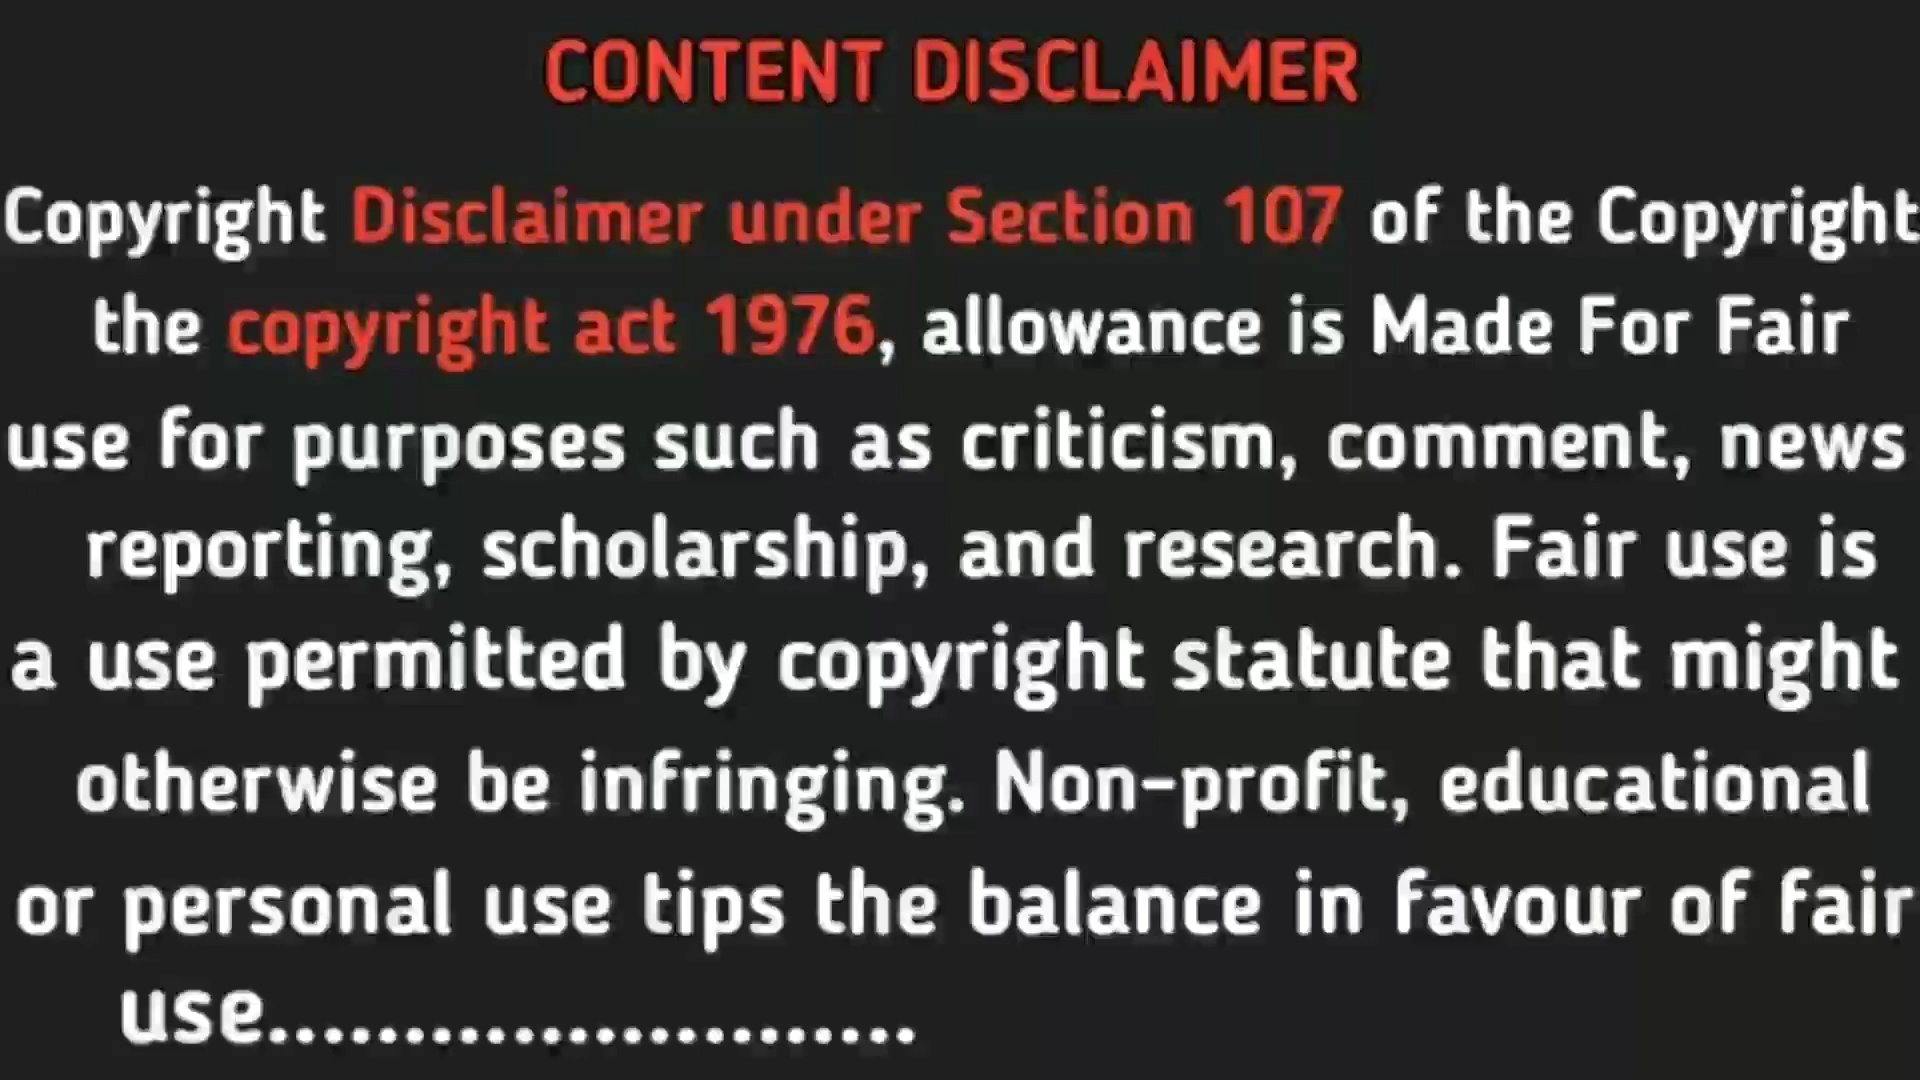 CONTENT DISCLAIMER
Copyright Disclaimer under Section 107 of the Copyright
the copyright act 1976, allowance is Made For Fair
use for purposes such as criticism, comment, news
reporting, scholarship, and research. Fair use is
a use permitted by copyright statute that might
otherwise be infringing. Non-profit, educational
or personal use tips the balance in favour of fair
use........................